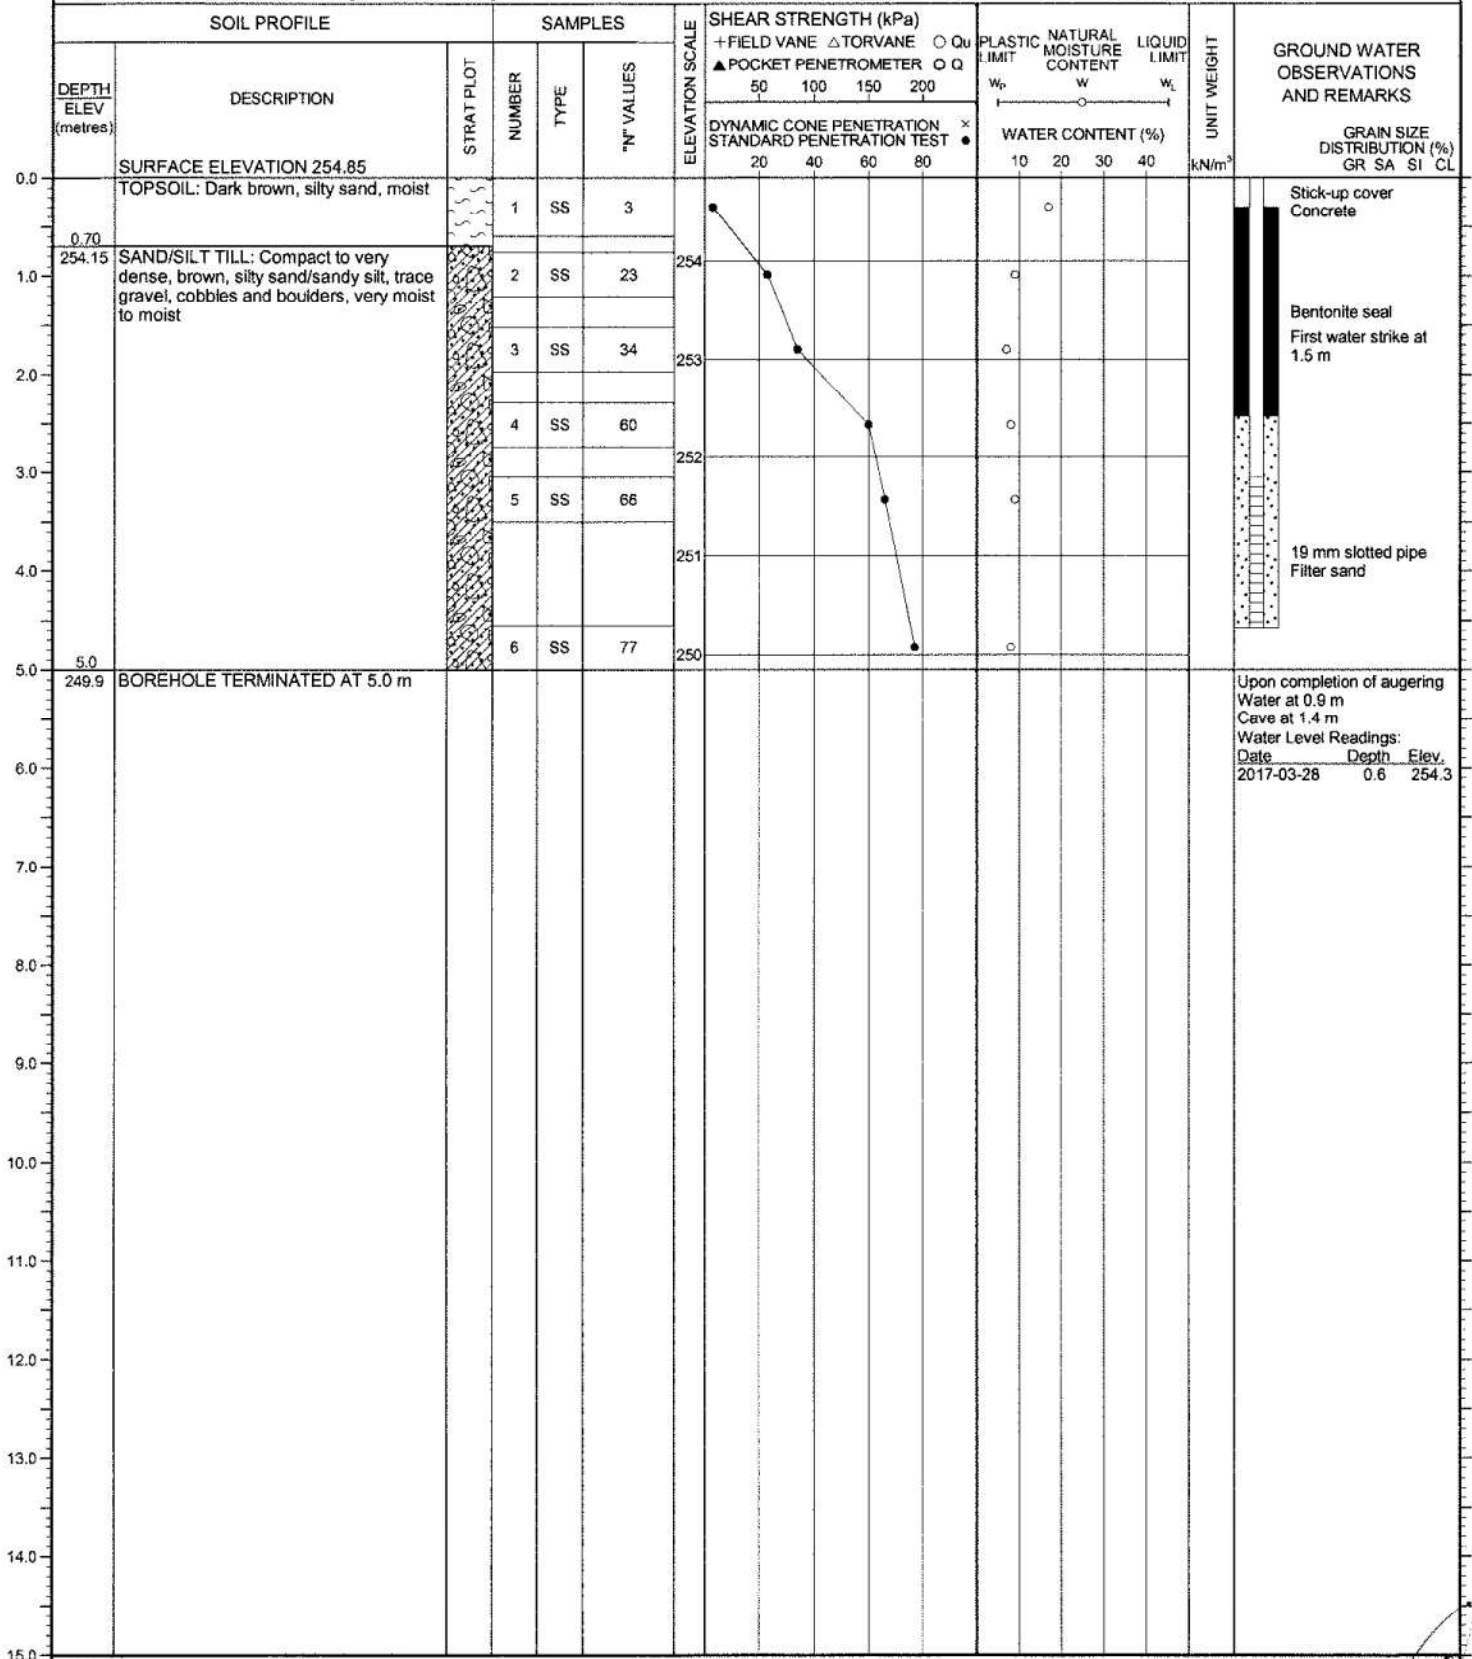 SOIL PROFILE
SAMPLES
DEPTH
ELEV
(metres)
DESCRIPTION
STRAT PLOT
NUMBER
TYPE
"N" VALUES
ELEVATION SCALE
SHEAR STRENGTH (kPa)
+FIELD VANE △TORVANE ○ Qu
▲POCKET PENETROMETER ○ Q
50 100 150 200
DYNAMIC CONE PENETRATION ×
STANDARD PENETRATION TEST ●
20 40 60 80
PLASTIC LIMIT
NATURAL MOISTURE CONTENT
LIQUID LIMIT
WP W WL
WATER CONTENT (%)
10 20 30 40
UNIT WEIGHT
kN/m³
GROUND WATER
OBSERVATIONS
AND REMARKS
GRAIN SIZE
DISTRIBUTION (%)
GR SA SI CL
SURFACE ELEVATION 254.85
0.0
TOPSOIL: Dark brown, silty sand, moist
1 SS 3
Stick-up cover
Concrete
0.70
254.15 SAND/SILT TILL: Compact to very
dense, brown, silty sand/sandy silt, trace
gravel, cobbles and boulders, very moist
to moist
254
1.0
2 SS 23
Bentonite seal
First water strike at
1.5 m
3 SS 34
253
2.0
4 SS 60
252
3.0
5 SS 66
251
4.0
19 mm slotted pipe
Filter sand
6 SS 77
250
5.0
5.0
249.9 BOREHOLE TERMINATED AT 5.0 m
Upon completion of augering
Water at 0.9 m
Cave at 1.4 m
Water Level Readings:
Date Depth Elev.
2017-03-28 0.6 254.3
6.0
7.0
8.0
9.0
10.0
11.0
12.0
13.0
14.0
15.0